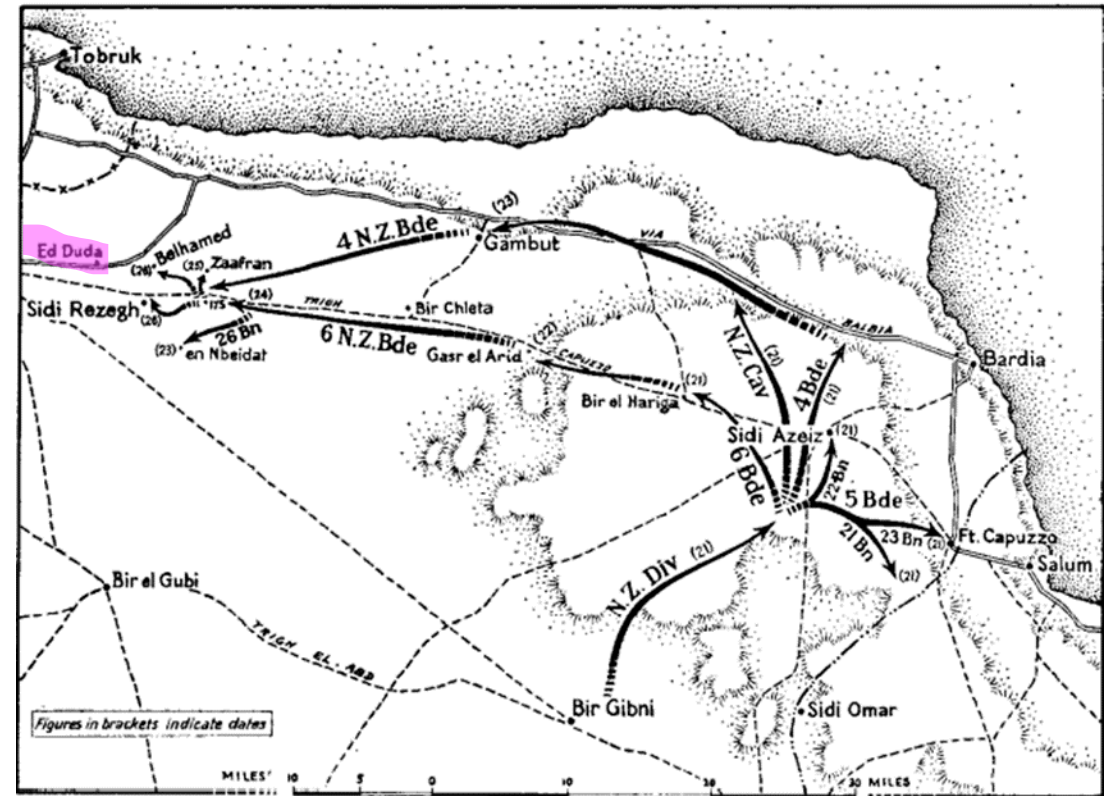 Tobruk
(23)
4 N.Z.Bde
Gambut
VIA
BALBIA
Ed Duda
Belhamed
(26)
(25)
Zaafran
Sidi Rezegh
(26)
175
(24)
TRIGH
Bir Chleta
26 Bn
(23)
en Nbeidat
6 N.Z.Bde
Gasr el Arid
(22)
CAPUZZO
Bardia
N.Z.Cav
(21)
4 Bde
(21)
(21)
Bir el Hariga
Sidi Azeiz
(21)
6 Bde
22 Bn
5 Bde
23 Bn
(21)
21 Bn
(21)
Ft. Capuzzo
Salum
N.Z. Div
(21)
Bir el Gubi
TRIGH EL ABD
Bir Gibni
Sidi Omar
Figures in brackets indicate dates
MILES 10 5 0 10 20 30 MILES